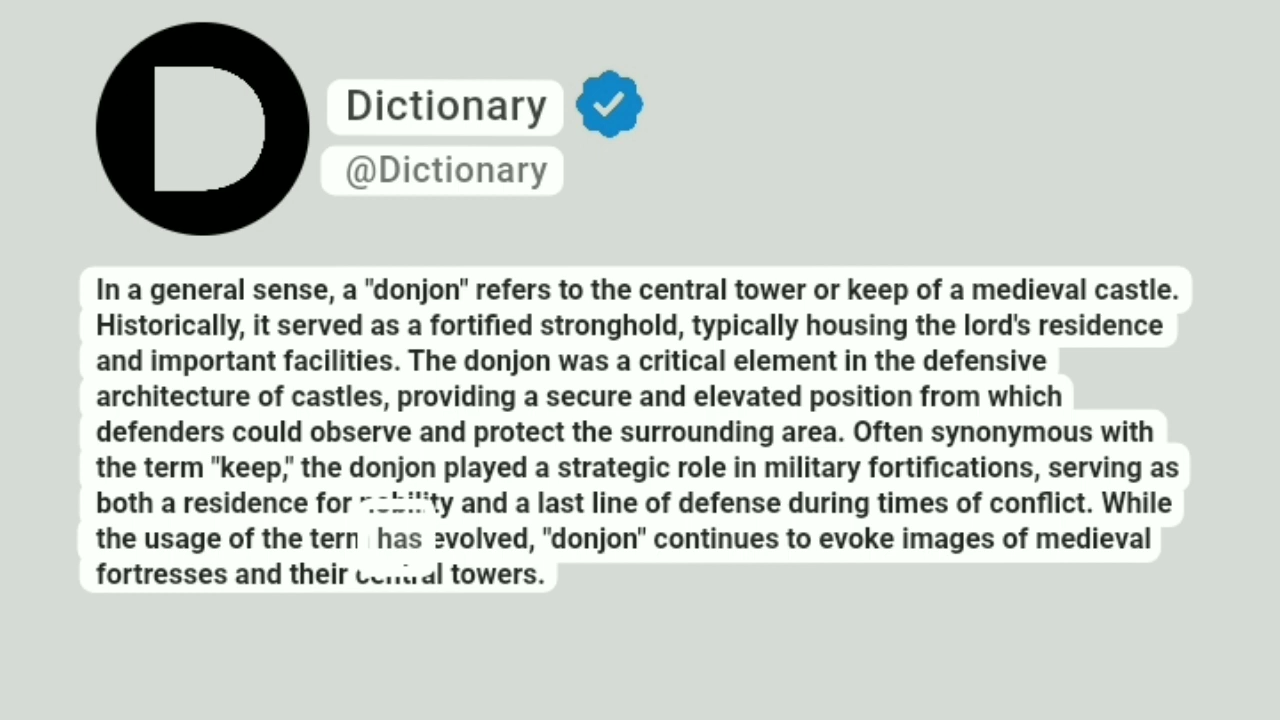 D
Dictionary
@Dictionary
In a general sense, a "donjon" refers to the central tower or keep of a medieval castle.
Historically, it served as a fortified stronghold, typically housing the lord's residence
and important facilities. The donjon was a critical element in the defensive
architecture of castles, providing a secure and elevated position from which
defenders could observe and protect the surrounding area. Often synonymous with
the term "keep," the donjon played a strategic role in military fortifications, serving as
both a residence for nobility and a last line of defense during times of conflict. While
the usage of the term has evolved, "donjon" continues to evoke images of medieval
fortresses and their central towers.